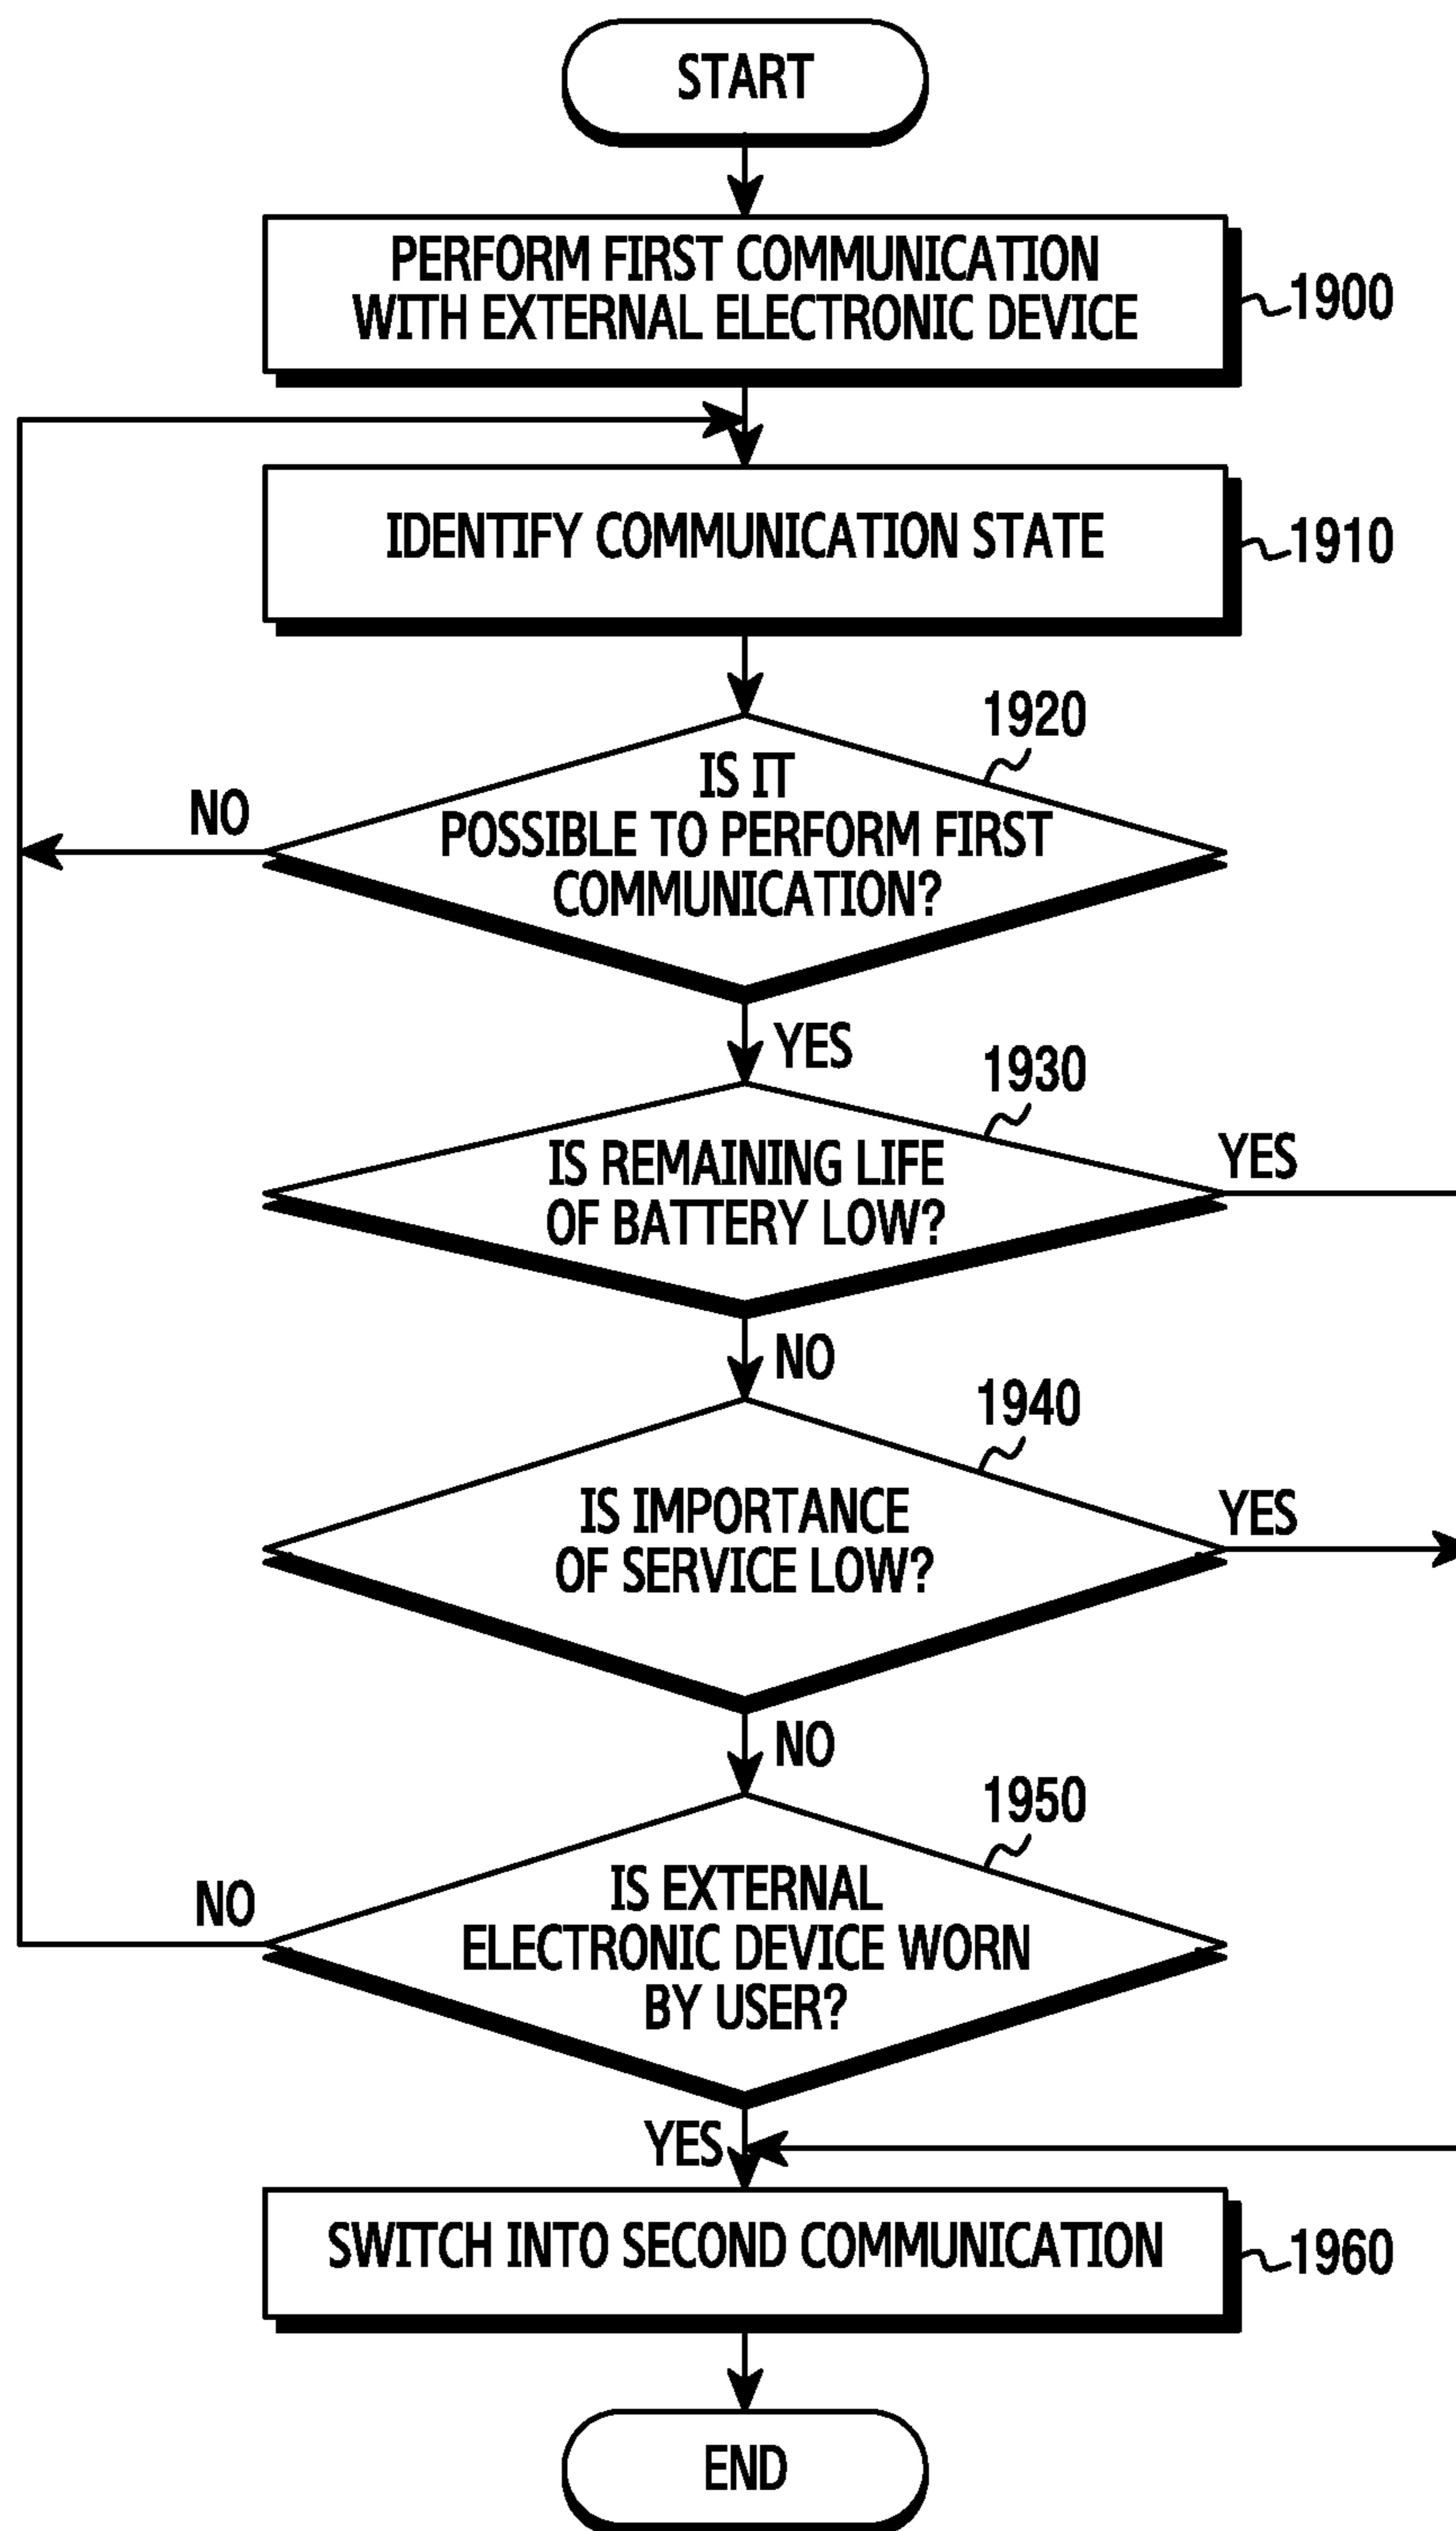 START
PERFORM FIRST COMMUNICATION
WITH EXTERNAL ELECTRONIC DEVICE
1900
IDENTIFY COMMUNICATION STATE
1910
1920
IS IT
POSSIBLE TO PERFORM FIRST
COMMUNICATION?
NO
YES
1930
IS REMAINING LIFE
OF BATTERY LOW?
YES
NO
1940
IS IMPORTANCE
OF SERVICE LOW?
YES
NO
1950
IS EXTERNAL
ELECTRONIC DEVICE WORN
BY USER?
NO
YES
SWITCH INTO SECOND COMMUNICATION
1960
END